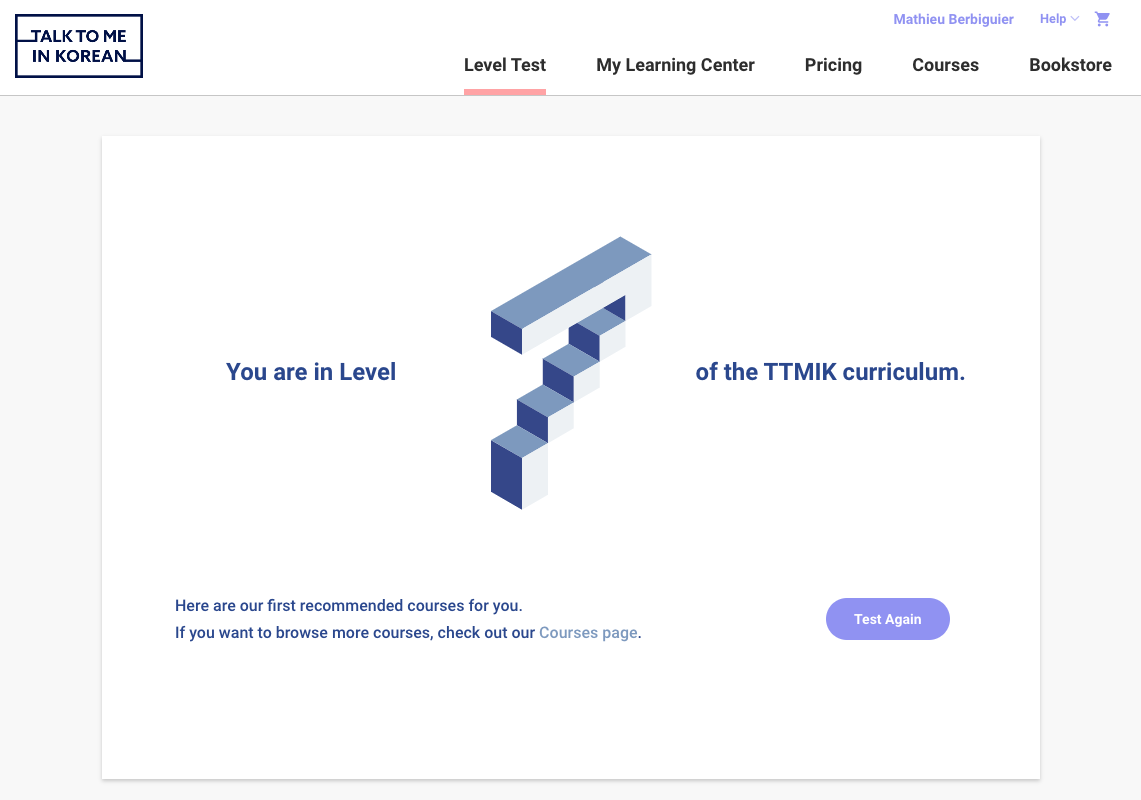 TALK TO ME
IN KOREAN
Mathieu Berbiguier
Help
Level Test
My Learning Center
Pricing
Courses
Bookstore
You are in Level
7
of the TTMIK curriculum.
Here are our first recommended courses for you.
If you want to browse more courses, check out our Courses page.
Test Again